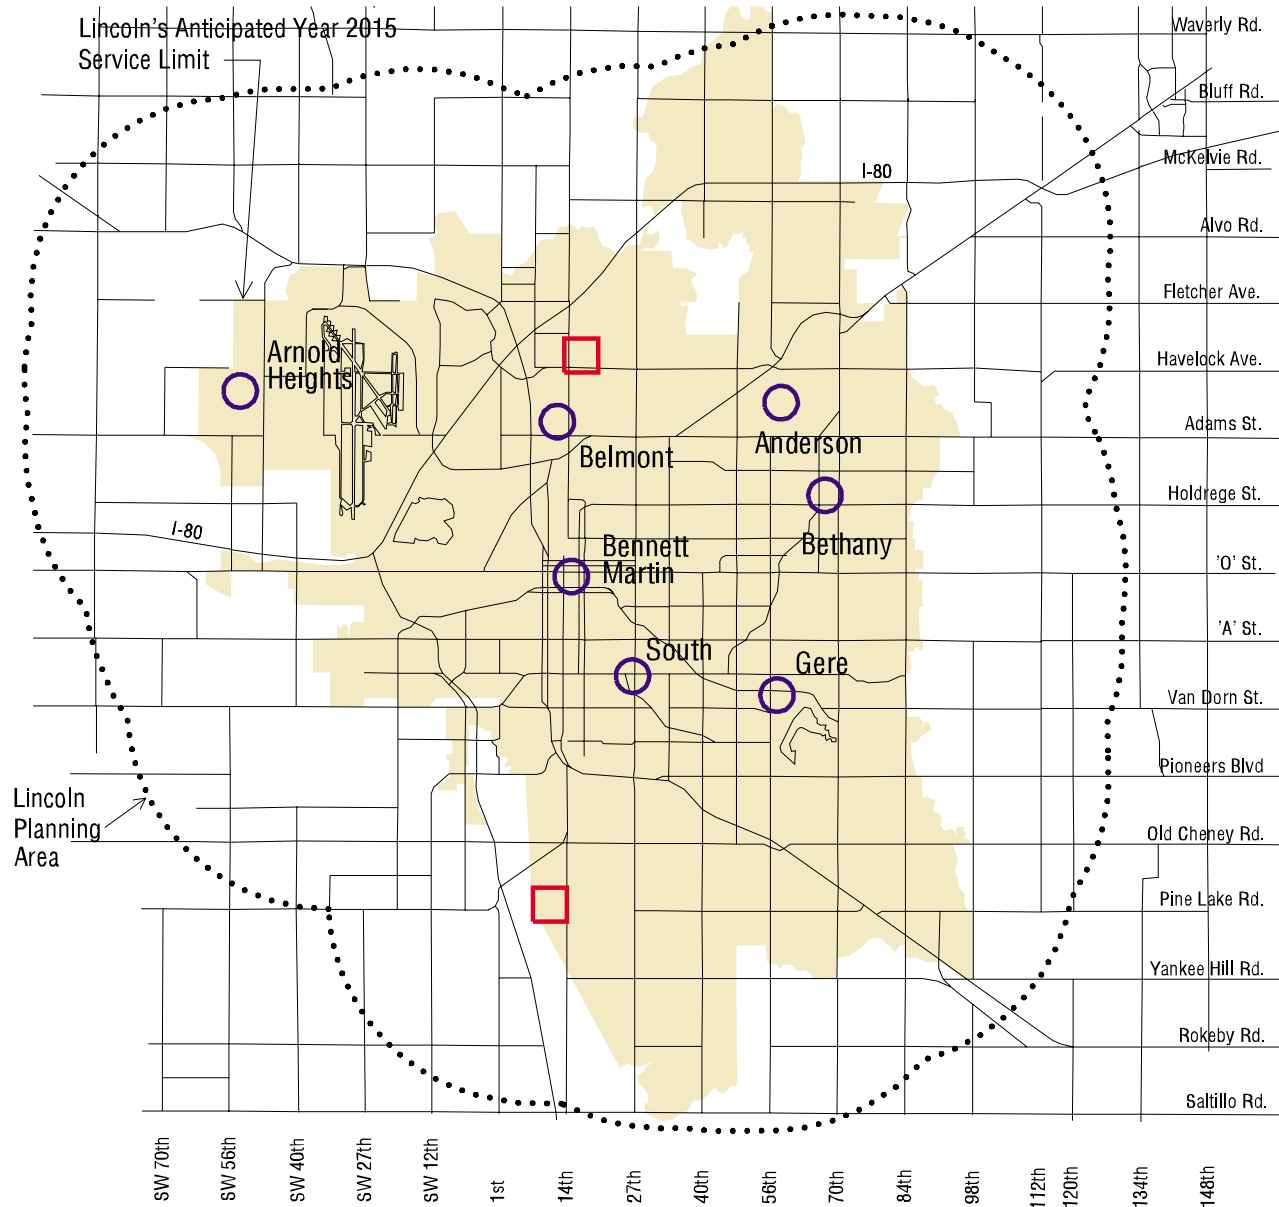 Lincoln's Anticipated Year 2015
Service Limit
Waverly Rd.
Bluff Rd.
McKelvie Rd.
I-80
Alvo Rd.
Fletcher Ave.
Arnold
Heights
Havelock Ave.
Adams St.
Belmont
Anderson
Holdrege St.
I-80
Bennett
Martin
Bethany
'O' St.
'A' St.
South
Gere
Van Dorn St.
Pioneers Blvd
Lincoln
Planning
Area
Old Cheney Rd.
Pine Lake Rd.
Yankee Hill Rd.
Rokeby Rd.
Saltillo Rd.
SW 70th
SW 56th
SW 40th
SW 27th
SW 12th
1st
14th
27th
40th
56th
70th
84th
98th
112th
120th
134th
148th